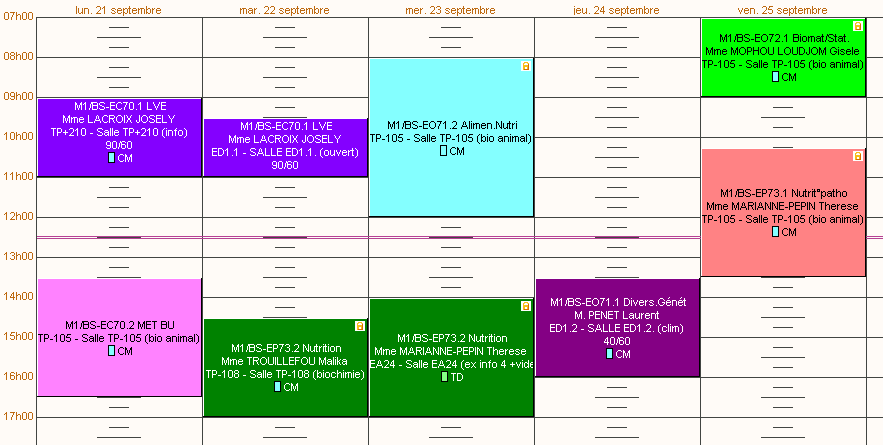 lun. 21 septembre
mar. 22 septembre
mer. 23 septembre
jeu. 24 septembre
ven. 25 septembre
07h00
08h00
09h00
10h00
11h00
12h00
13h00
14h00
15h00
16h00
17h00
M1/BS-EC70.1 LVE
Mme LACROIX JOSELY
TP+210 - Salle TP+210 (info)
90/60
CM
M1/BS-EC70.2 MET BU
TP-105 - Salle TP-105 (bio animal)
CM
M1/BS-EC70.1 LVE
Mme LACROIX JOSELY
ED1.1 - SALLE ED1.1. (ouvert)
90/60
M1/BS-EP73.2 Nutrition
Mme TROUILLEFOU Malika
TP-108 - Salle TP-108 (biochimie)
CM
M1/BS-EO71.2 Alimen.Nutri
TP-105 - Salle TP-105 (bio animal)
CM
M1/BS-EP73.2 Nutrition
Mme MARIANNE-PEPIN Therese
EA24 - Salle EA24 (ex info 4 +vide
TD
M1/BS-EO71.1 Divers.Génét
M. PENET Laurent
ED1.2 - SALLE ED1.2. (clim)
40/60
CM
M1/BS-EO72.1 Biomat/Stat.
Mme MOPHOU LOUDJOM Gisele
TP-105 - Salle TP-105 (bio animal)
CM
M1/BS-EP73.1 Nutrit°patho
Mme MARIANNE-PEPIN Therese
TP-105 - Salle TP-105 (bio animal)
CM